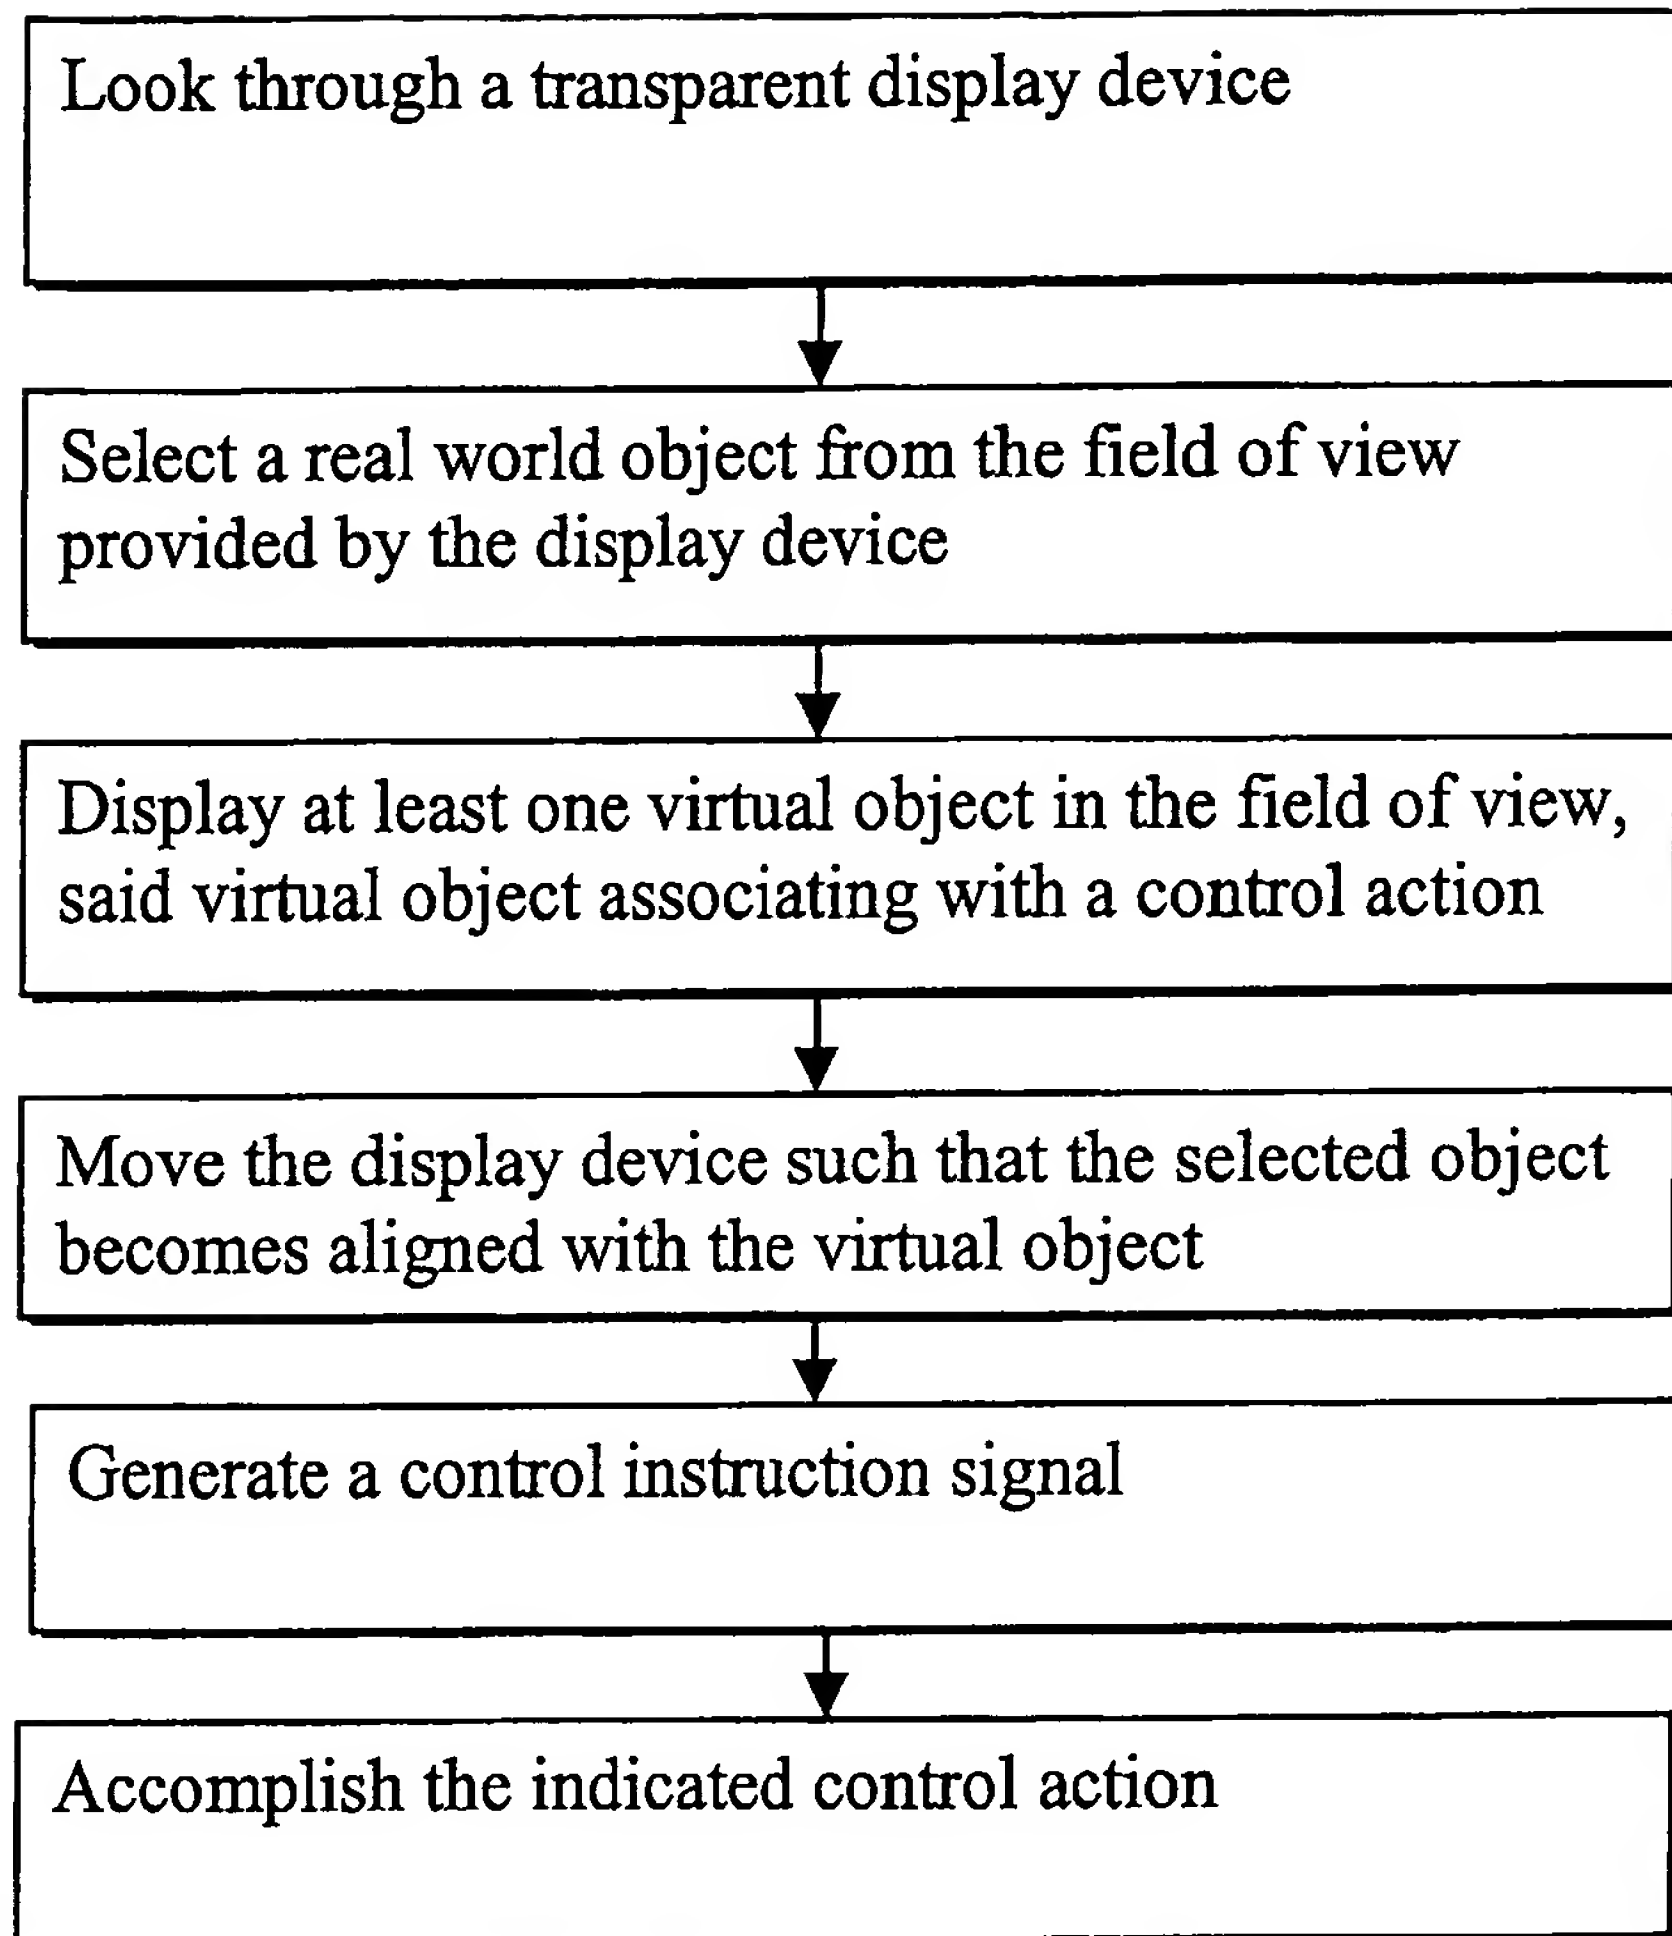 Look through a transparent display device
Select a real world object from the field of view
provided by the display device
Display at least one virtual object in the field of view,
said virtual object associating with a control action
Move the display device such that the selected object
becomes aligned with the virtual object
Generate a control instruction signal
Accomplish the indicated control action